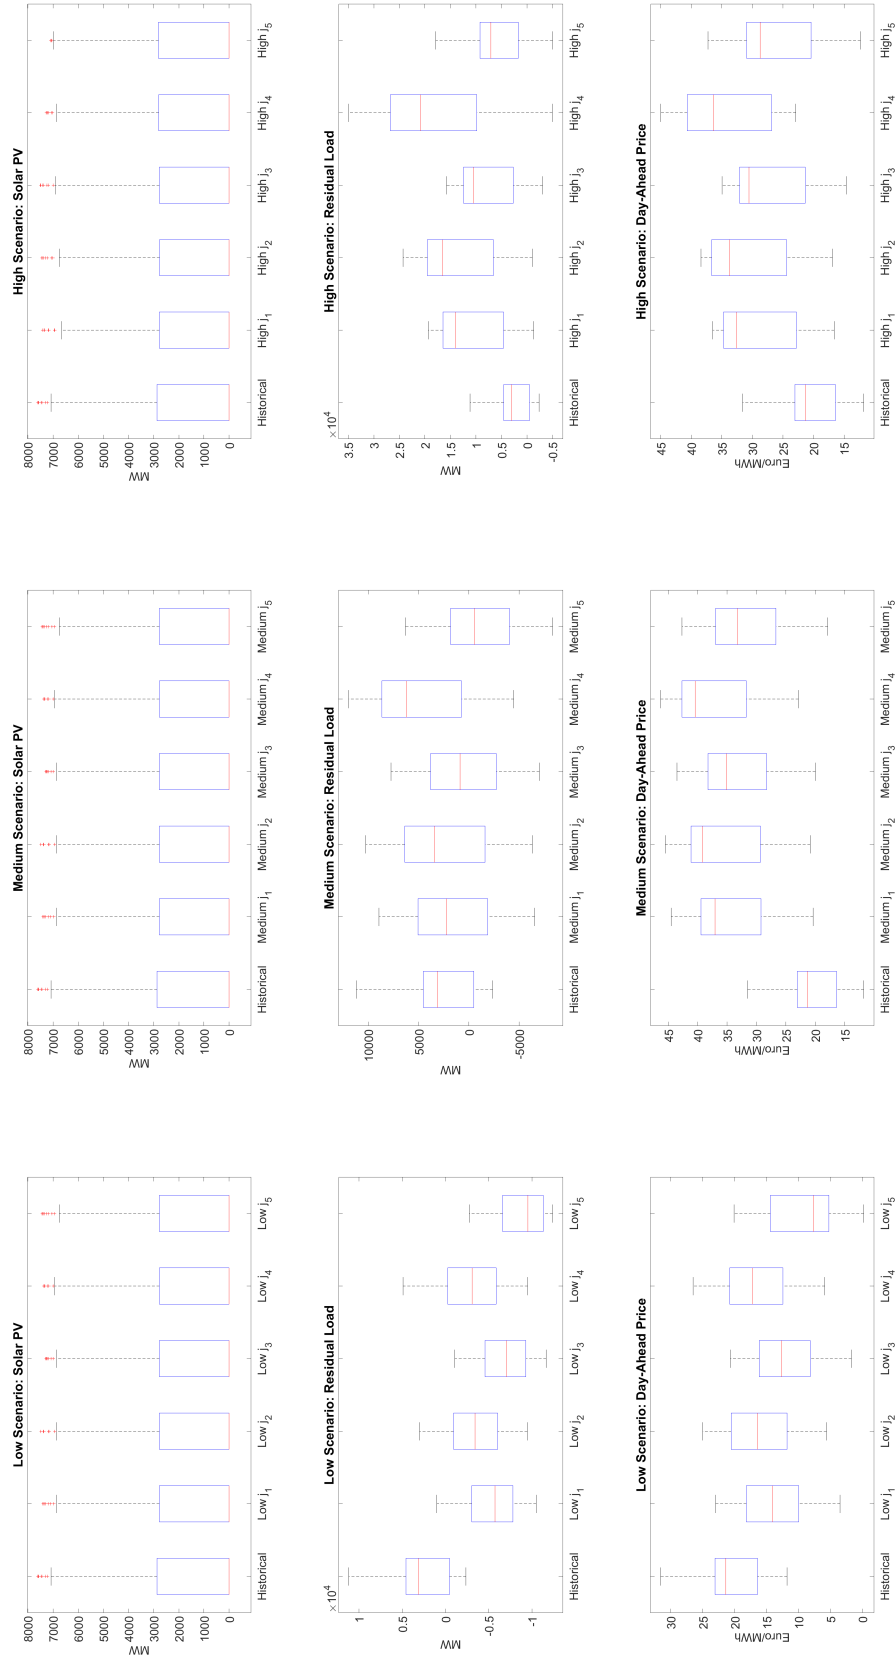 Low Scenario: Solar PV
8000
7000
6000
5000
4000
3000
2000
1000
0
MW
Historical Low j1 Low j2 Low j3 Low j4 Low j5
Medium Scenario: Solar PV
8000
7000
6000
5000
4000
3000
2000
1000
0
MW
Historical Medium j1 Medium j2 Medium j3 Medium j4 Medium j5
High Scenario: Solar PV
8000
7000
6000
5000
4000
3000
2000
1000
0
MW
Historical High j1 High j2 High j3 High j4 High j5
Low Scenario: Residual Load
×10^4
1
0.5
0
-0.5
-1
MW
Historical Low j1 Low j2 Low j3 Low j4 Low j5
Medium Scenario: Residual Load
10000
5000
0
-5000
MW
Historical Medium j1 Medium j2 Medium j3 Medium j4 Medium j5
High Scenario: Residual Load
×10^4
3.5
3
2.5
2
1.5
1
0.5
0
-0.5
MW
Historical High j1 High j2 High j3 High j4 High j5
Low Scenario: Day-Ahead Price
30
25
20
15
10
5
0
Euro/MWh
Historical Low j1 Low j2 Low j3 Low j4 Low j5
Medium Scenario: Day-Ahead Price
45
40
35
30
25
20
15
Euro/MWh
Historical Medium j1 Medium j2 Medium j3 Medium j4 Medium j5
High Scenario: Day-Ahead Price
45
40
35
30
25
20
15
Euro/MWh
Historical High j1 High j2 High j3 High j4 High j5